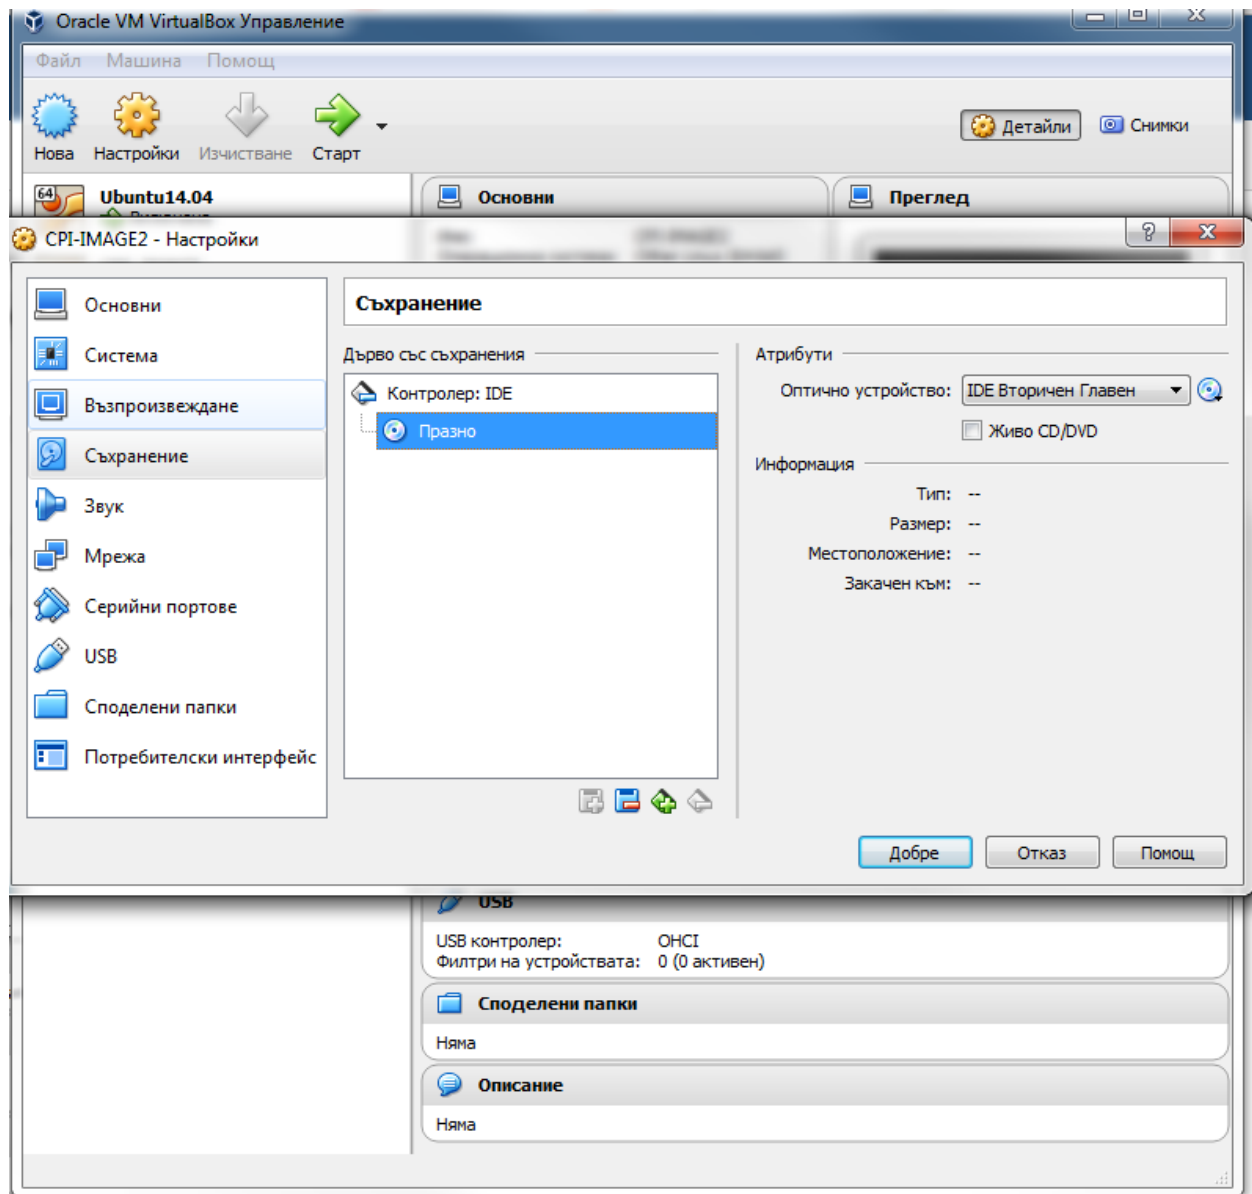 Oracle VM VirtualBox Управление
Файл Машина Помощ
Нова Настройки Изчистване Старт
Детайли Снимки
64 Ubuntu14.04
Основни
Преглед
CPI-IMAGE2 - Настройки
Основни
Система
Възпроизвеждане
Съхранение
Звук
Мрежа
Серийни портове
USB
Споделени папки
Потребителски интерфейс
Съхранение
Дърво със съхранения
Контролер: IDE
Празно
Атрибути
Оптично устройство: IDE Вторичен Главен
Живо CD/DVD
Информация
Тип: --
Размер: --
Местоположение: --
Закачен към: --
Добре Отказ Помощ
USB
USB контролер: OHCI
Филтри на устройствата: 0 (0 активен)
Споделени папки
Няма
Описание
Няма